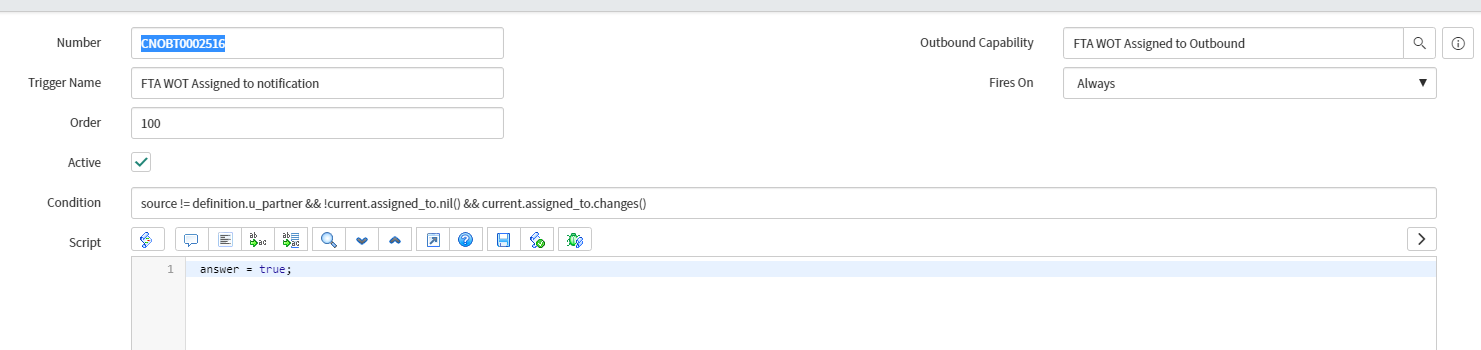 Number CNOBT0002516 Outbound Capability FTA WOT Assigned to Outbound
Trigger Name FTA WOT Assigned to notification Fires On Always
Order 100
Active
Condition source != definition.u_partner && !current.assigned_to.nil() && current.assigned_to.changes()
Script
1 answer = true;